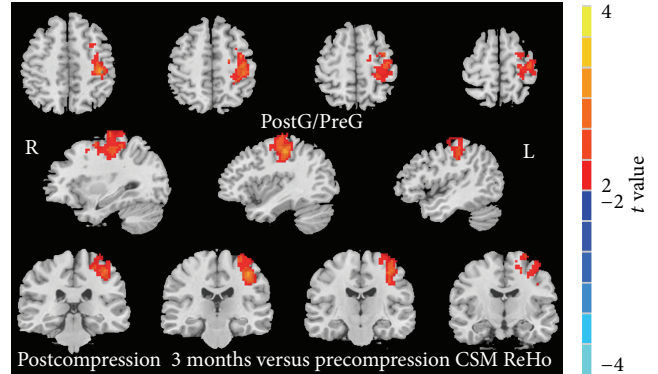 PostG/PreG
R
L
Postcompression 3 months versus precompression CSM ReHo
4
2
−2
−4
t value